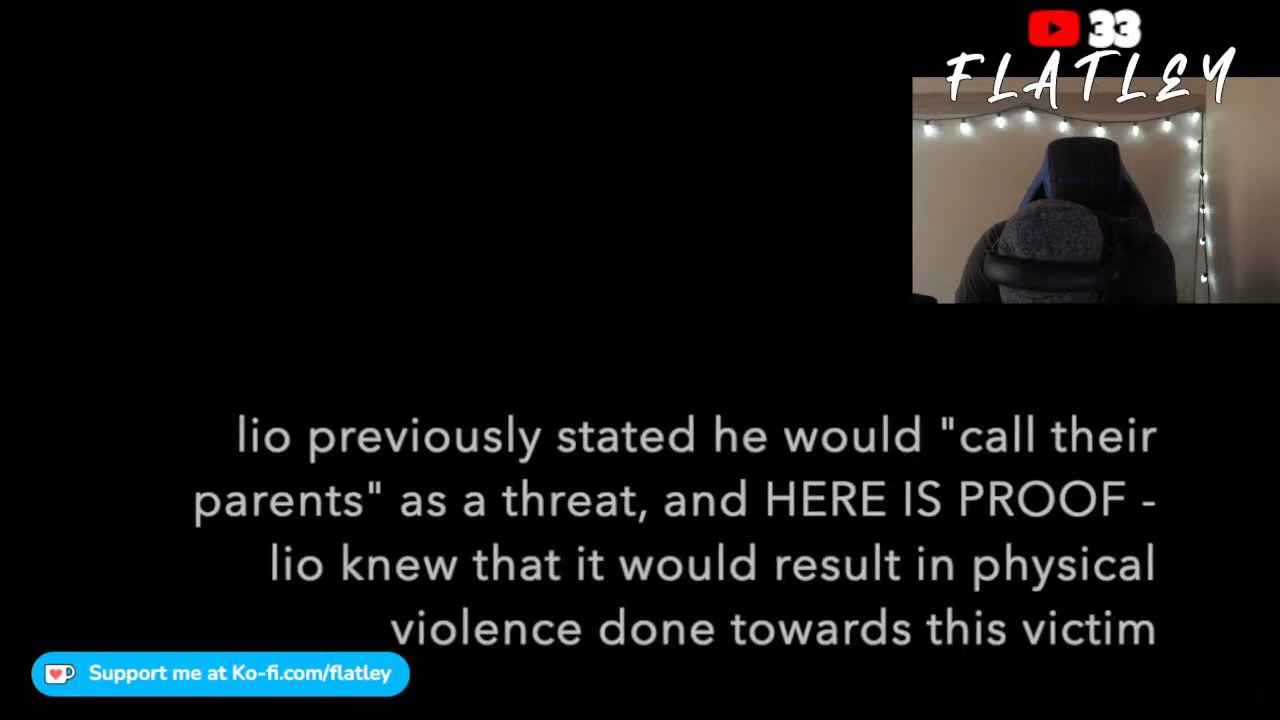 33
FLATLEY
lio previously stated he would "call their
parents" as a threat, and HERE IS PROOF -
lio knew that it would result in physical
violence done towards this victim
Support me at Ko-fi.com/flatley